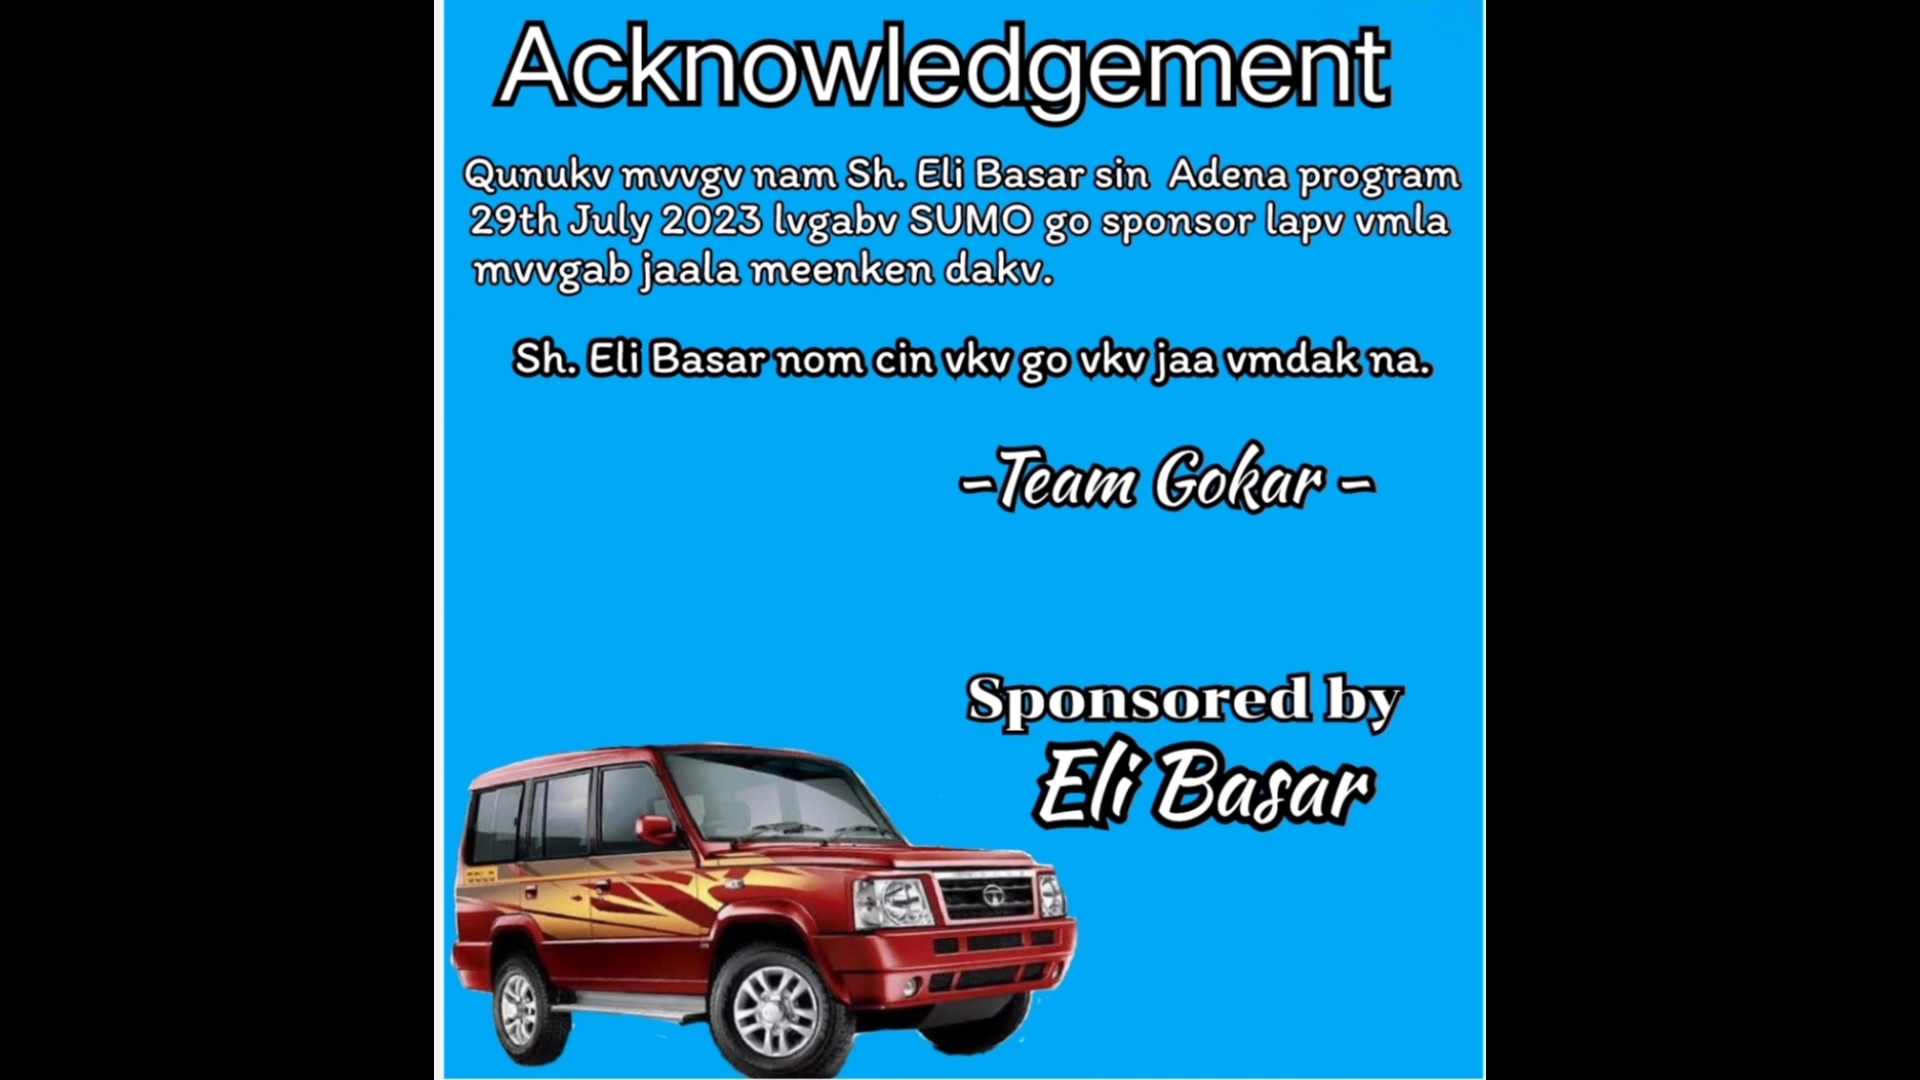 Acknowledgement
Qunukv mvvgv nam Sh. Eli Basar sin Adena program
29th July 2023 lvgabv SUMO go sponsor lapv vmla
mvvgab jaala meenken dakv.
Sh. Eli Basar nom cin vkv go vkv jaa vmdak na.
-Team Gokar -
Sponsored by
Eli Basar